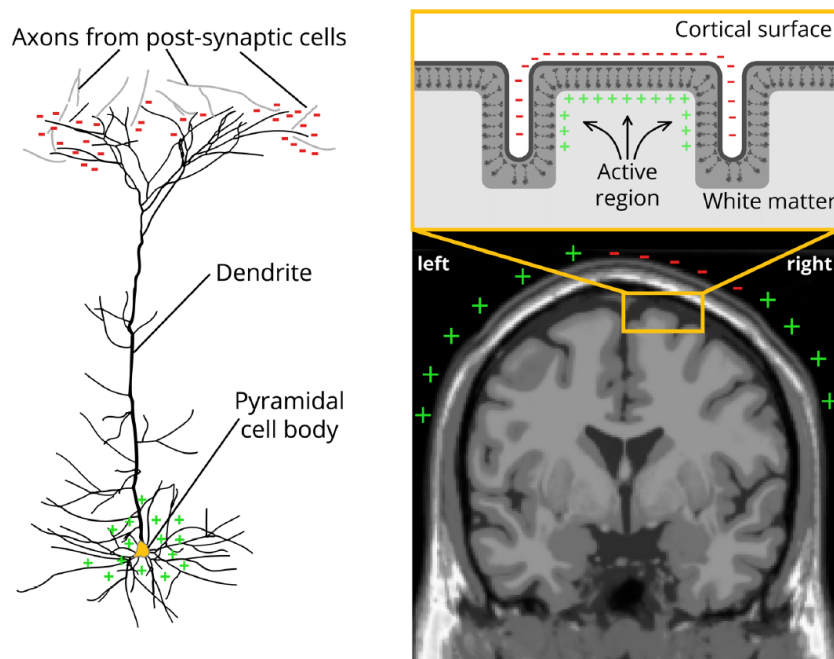 Axons from post-synaptic cells
Dendrite
Pyramidal
cell body
Cortical surface
Active
region
White matter
left
right